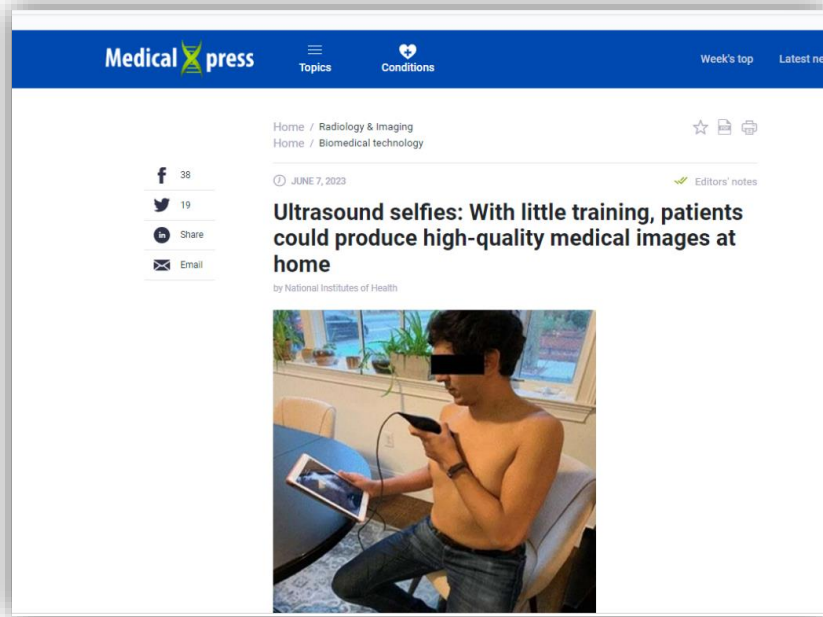 Medical Xpress
Topics
Conditions
Week's top
Latest ne
Home / Radiology & Imaging
Home / Biomedical technology
38
JUNE 7, 2023
Editors' notes
19
Share
Email
Ultrasound selfies: With little training, patients
could produce high-quality medical images at
home
by National Institutes of Health